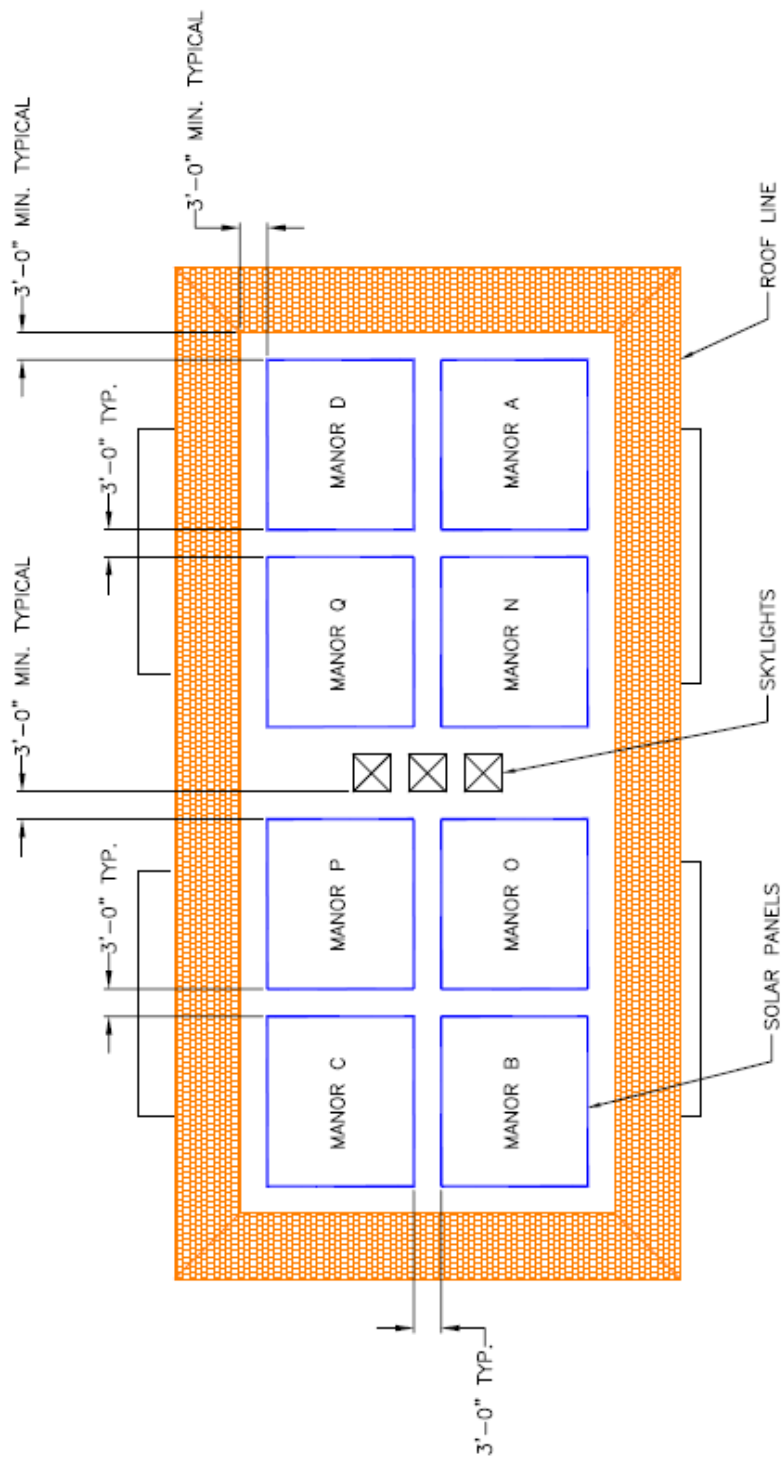 3'-0" MIN. TYPICAL
3'-0" MIN. TYPICAL
3'-0" TYP.
3'-0" MIN. TYPICAL
3'-0" TYP.
3'-0" TYP.
MANOR C
MANOR P
MANOR Q
MANOR D
MANOR B
MANOR O
MANOR N
MANOR A
SOLAR PANELS
SKYLIGHTS
ROOF LINE